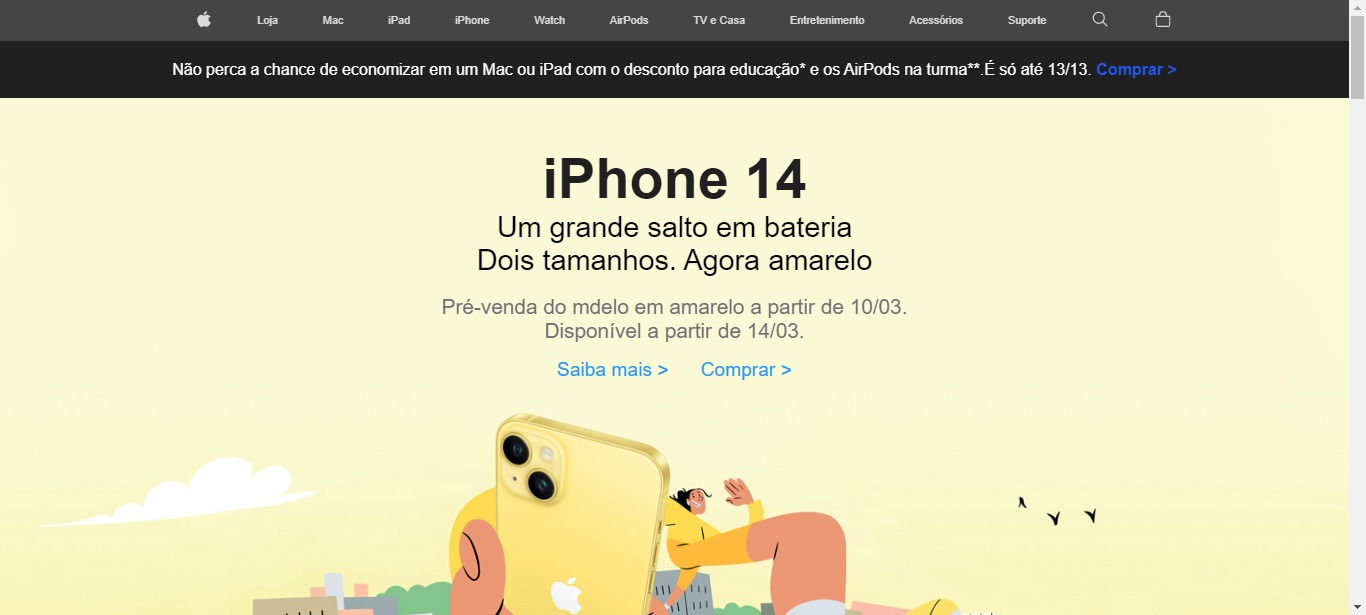 Loja Mac iPad iPhone Watch AirPods TV e Casa Entretenimento Acessórios Suporte
Não perca a chance de economizar em um Mac ou iPad com o desconto para educação* e os AirPods na turma**.É só até 13/13. Comprar >
iPhone 14
Um grande salto em bateria
Dois tamanhos. Agora amarelo
Pré-venda do mdelo em amarelo a partir de 10/03.
Disponível a partir de 14/03.
Saiba mais > Comprar >